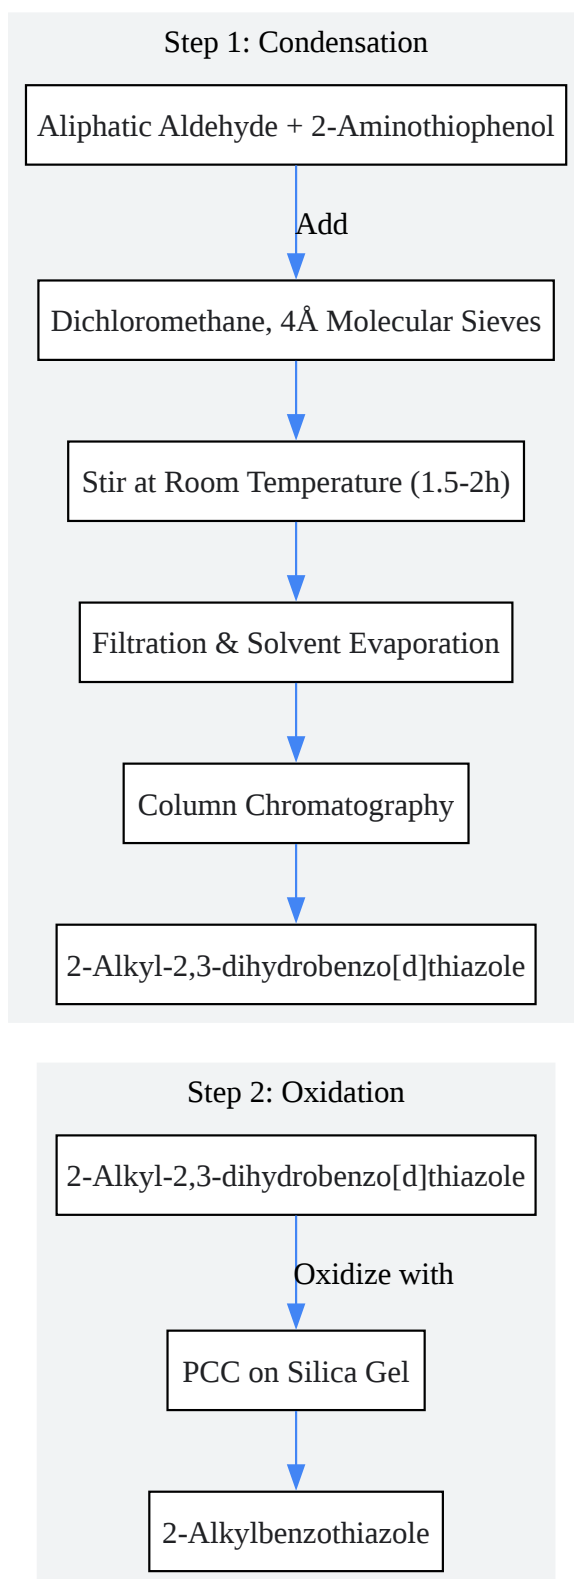 Step 1: Condensation
Aliphatic Aldehyde + 2-Aminothiophenol
Add
Dichloromethane, 4Å Molecular Sieves
Stir at Room Temperature (1.5-2h)
Filtration & Solvent Evaporation
Column Chromatography
2-Alkyl-2,3-dihydrobenzo[d]thiazole
Step 2: Oxidation
2-Alkyl-2,3-dihydrobenzo[d]thiazole
Oxidize with
PCC on Silica Gel
2-Alkylbenzothiazole